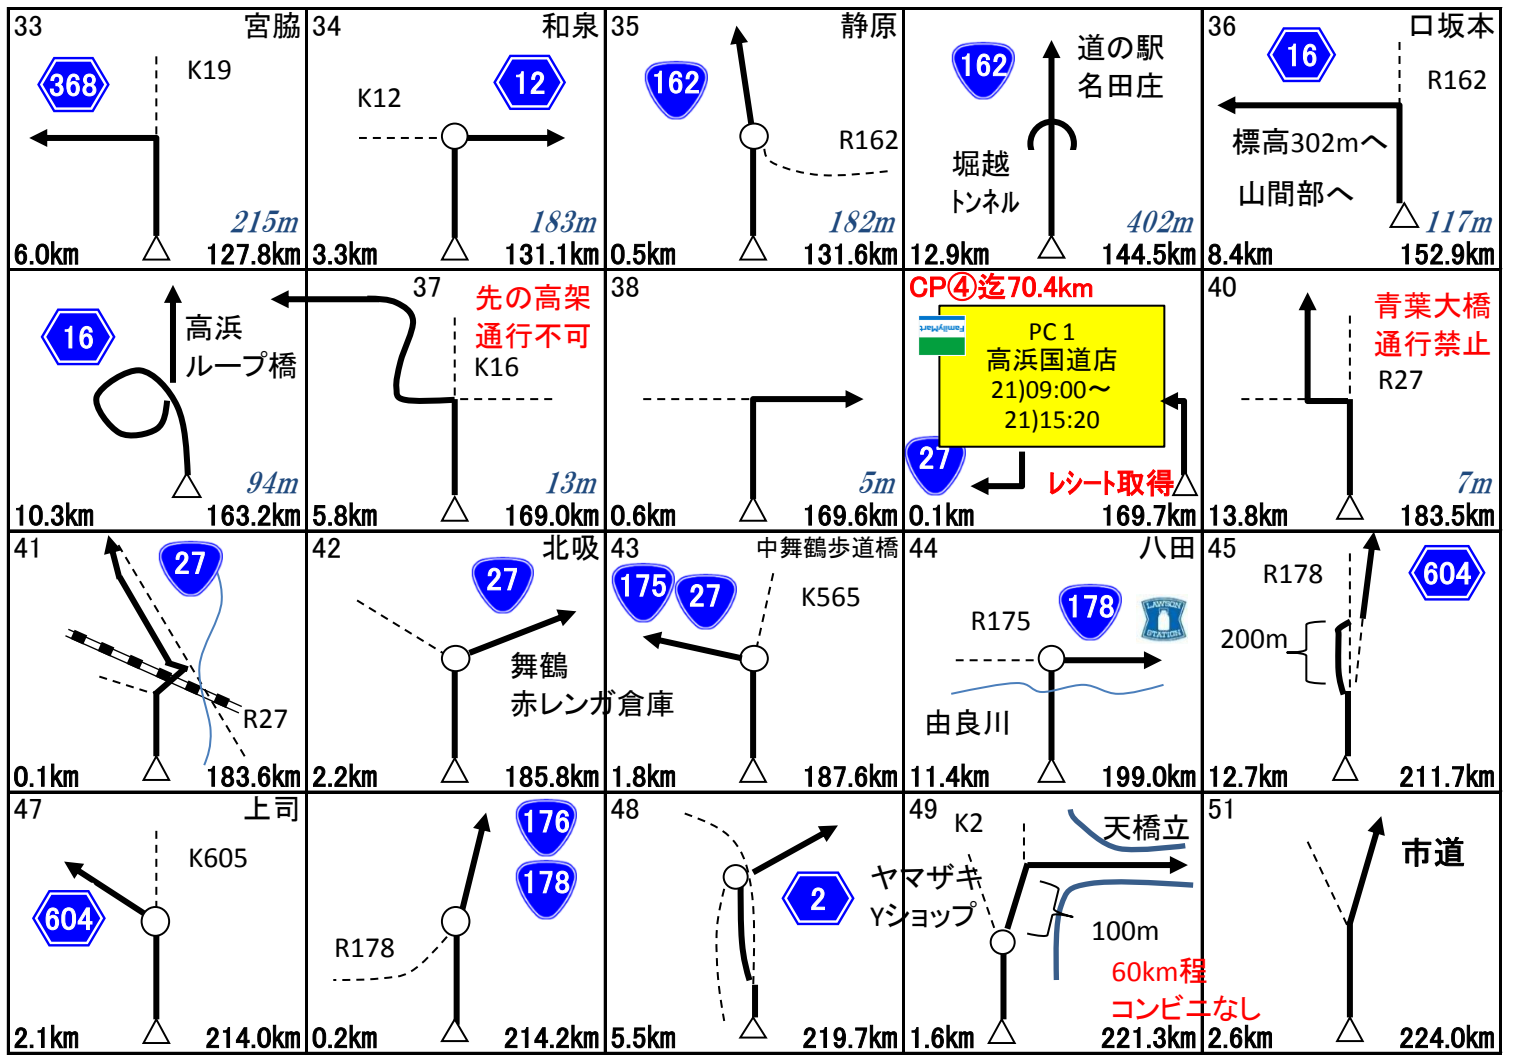 33 宮脇
368
K19
215m
6.0km 127.8km
34 和泉
12
K12
183m
3.3km 131.1km
35 静原
162
R162
182m
0.5km 131.6km
162
道の駅
名田庄
堀越
トンネル
402m
12.9km 144.5km
36 口坂本
16
R162
標高302mへ
山間部へ
117m
8.4km 152.9km
16
高浜
ループ橋
94m
10.3km 163.2km
37
先の高架
通行不可
K16
13m
5.8km 169.0km
38
5m
0.6km 169.6km
CP④迄70.4km
FamilyMart
PC 1
高浜国道店
21)09:00～
21)15:20
27
レシート取得
0.1km 169.7km
40
青葉大橋
通行禁止
R27
7m
13.8km 183.5km
41
27
R27
0.1km 183.6km
42 北吸
27
舞鶴
赤レンガ倉庫
2.2km 185.8km
43 中舞鶴歩道橋
175 27
K565
1.8km 187.6km
44 八田
R175
178
LAWSON
STATION
由良川
11.4km 199.0km
45
R178
604
200m
12.7km 211.7km
47 上司
K605
604
2.1km 214.0km
176
178
R178
0.2km 214.2km
48
2
5.5km 219.7km
49
K2
天橋立
ヤマザキ
Yショップ
100m
60km程
コンビニなし
1.6km 221.3km
51
市道
2.6km 224.0km